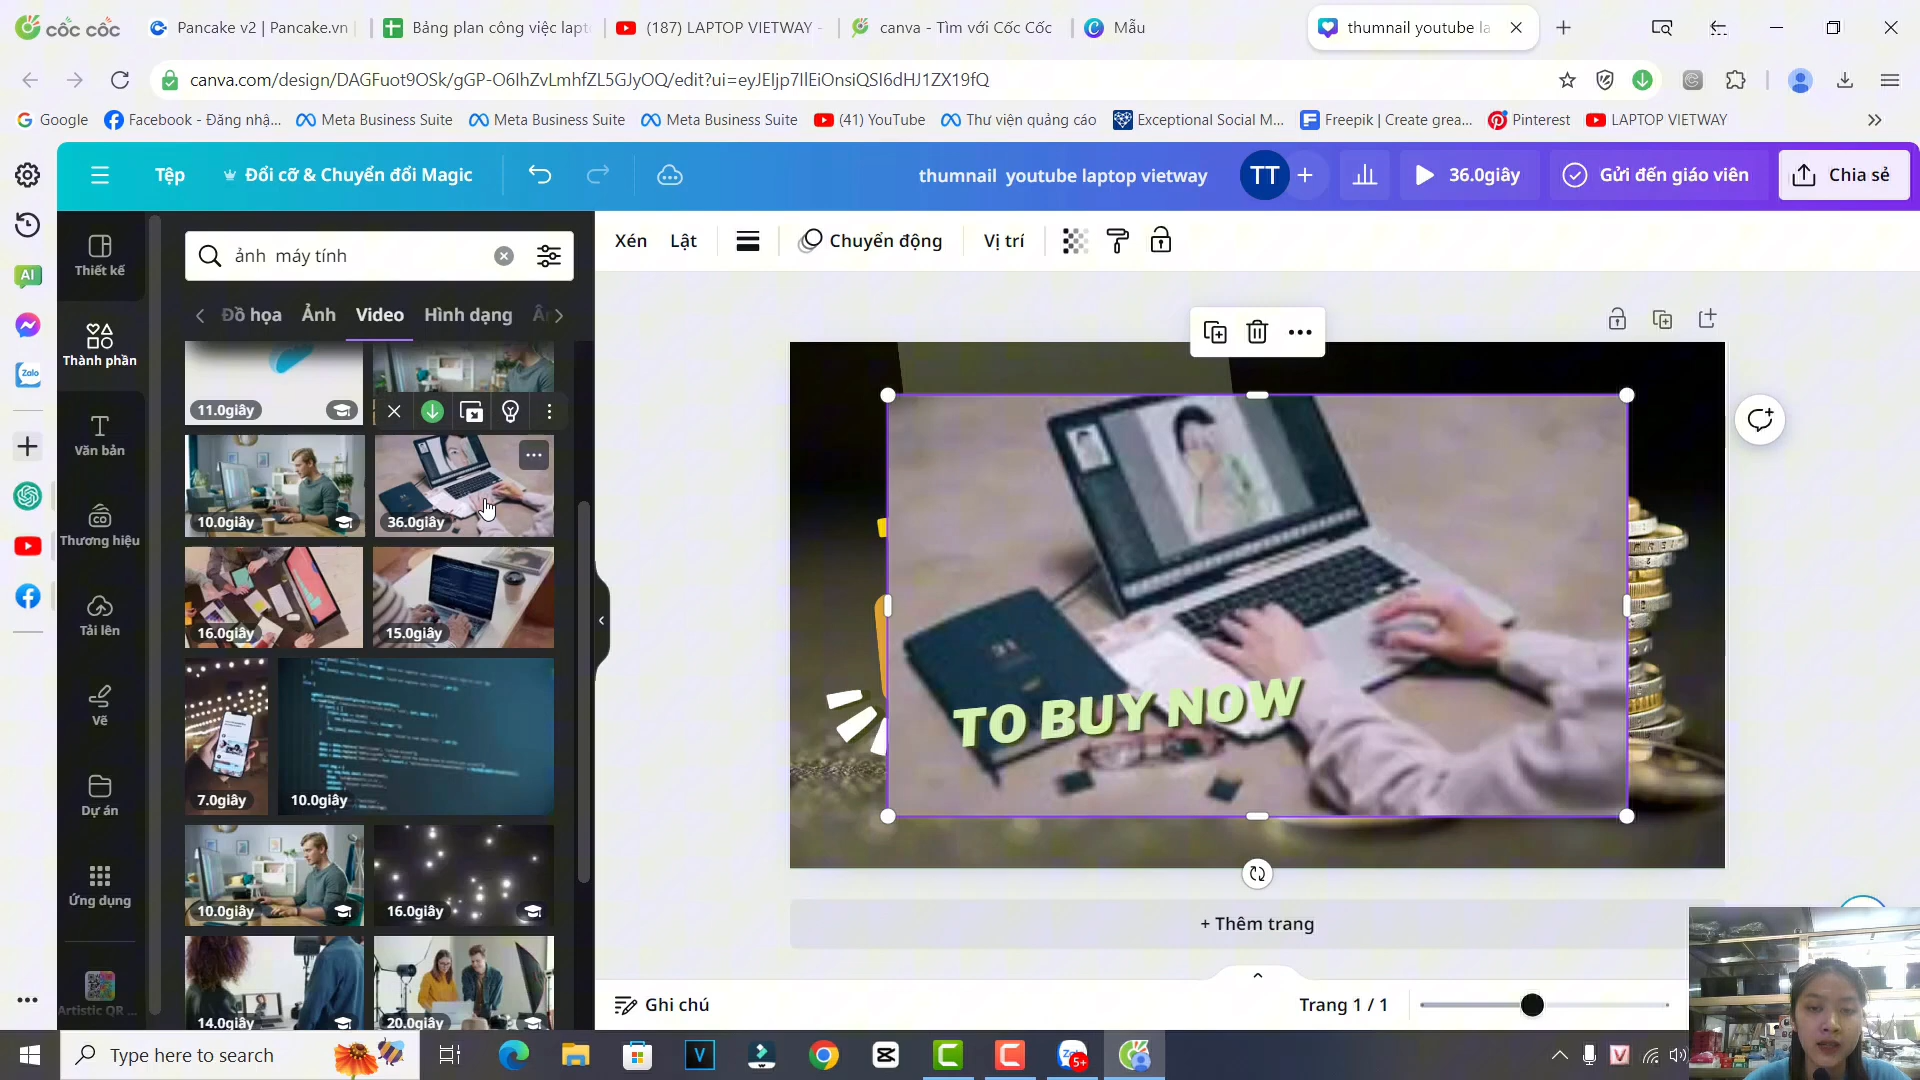 cốc cốc
Pancake v2 | Pancake.vn
Bảng plan công việc lapt
(187) LAPTOP VIETWAY -
canva - Tìm với Cốc Cốc
Mẫu
thumnail youtube la
canva.com/design/DAGFuot9OSk/gGP-O6IhZvLmhfZL5GJyOQ/edit?ui=eyJEIjp7IlEiOnsiQSI6dHJ1ZX19fQ
Google
Facebook - Đăng nhậ...
Meta Business Suite
Meta Business Suite
Meta Business Suite
(41) YouTube
Thư viện quảng cáo
Exceptional Social M...
Freepik | Create grea...
Pinterest
LAPTOP VIETWAY
Tệp
Đổi cỡ & Chuyển đổi Magic
thumnail youtube laptop vietway
TT
36.0giây
Gửi đến giáo viên
Chia sẻ
AI
Zalo
Thiết kế
Thành phần
Văn bản
Thương hiệu
Tải lên
Vẽ
Dự án
Ứng dụng
Artistic QR ...
ảnh máy tính
Đồ họa
Ảnh
Video
Hình dạng
Âm
11.0giây
10.0giây
36.0giây
16.0giây
15.0giây
7.0giây
10.0giây
10.0giây
16.0giây
14.0giây
20.0giây
Xén
Lật
Chuyển động
Vị trí
TO BUY NOW
+ Thêm trang
Ghi chú
Trang 1 / 1
Type here to search
5+